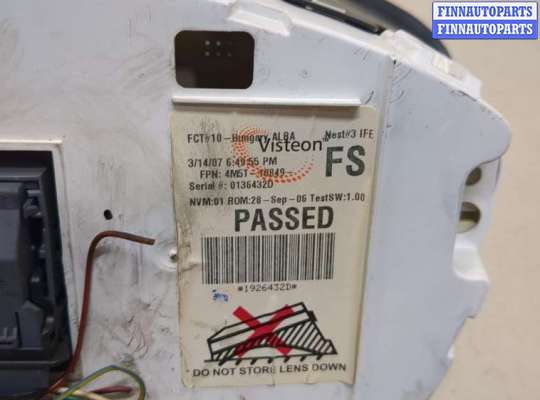 FINNAUTOPARTS
FINNAUTOPARTS
FCT#10-Hungary ALBA Nest#3 IFE
Visteon
3/14/07 6:49:55 PM FS
FPN: 4M5T-
Serial #: 0136432D
NVM:01 ROM:28-Sep-06 TestSW:1.00
PASSED
*1926432D*
DO NOT STORE LENS DOWN